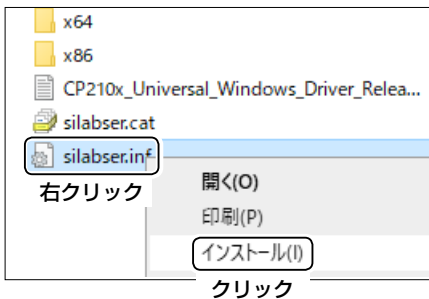 x64
x86
CP210x_Universal_Windows_Driver_Relea...
silabser.cat
silabser.inf
右クリック
開く(O)
印刷(P)
インストール(I)
クリック